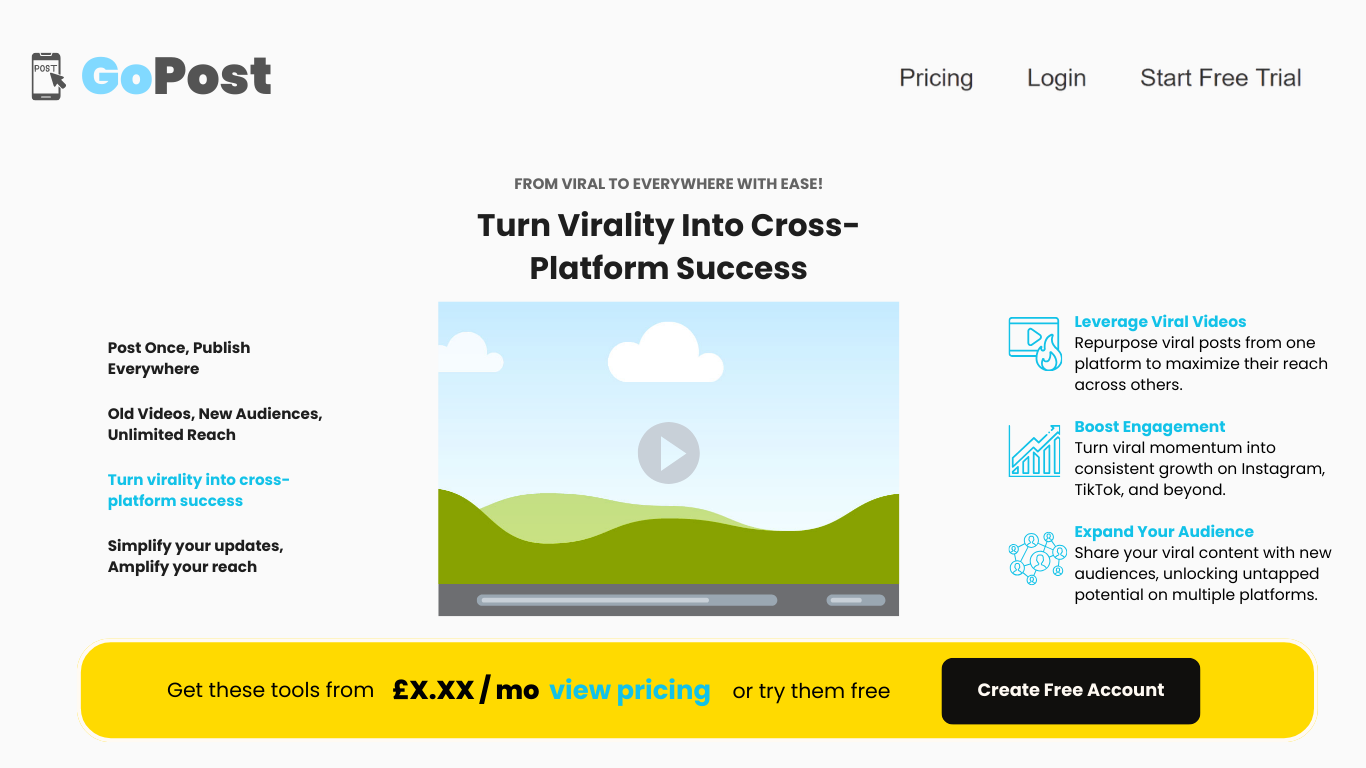 POST
GoPost
Pricing
Login
Start Free Trial
FROM VIRAL TO EVERYWHERE WITH EASE!
Turn Virality Into Cross-
Platform Success
Post Once, Publish
Everywhere
Old Videos, New Audiences,
Unlimited Reach
Turn virality into cross-
platform success
Simplify your updates,
Amplify your reach
Leverage Viral Videos
Repurpose viral posts from one
platform to maximize their reach
across others.
Boost Engagement
Turn viral momentum into
consistent growth on Instagram,
TikTok, and beyond.
Expand Your Audience
Share your viral content with new
audiences, unlocking untapped
potential on multiple platforms.
Get these tools from £X.XX / mo view pricing or try them free
Create Free Account